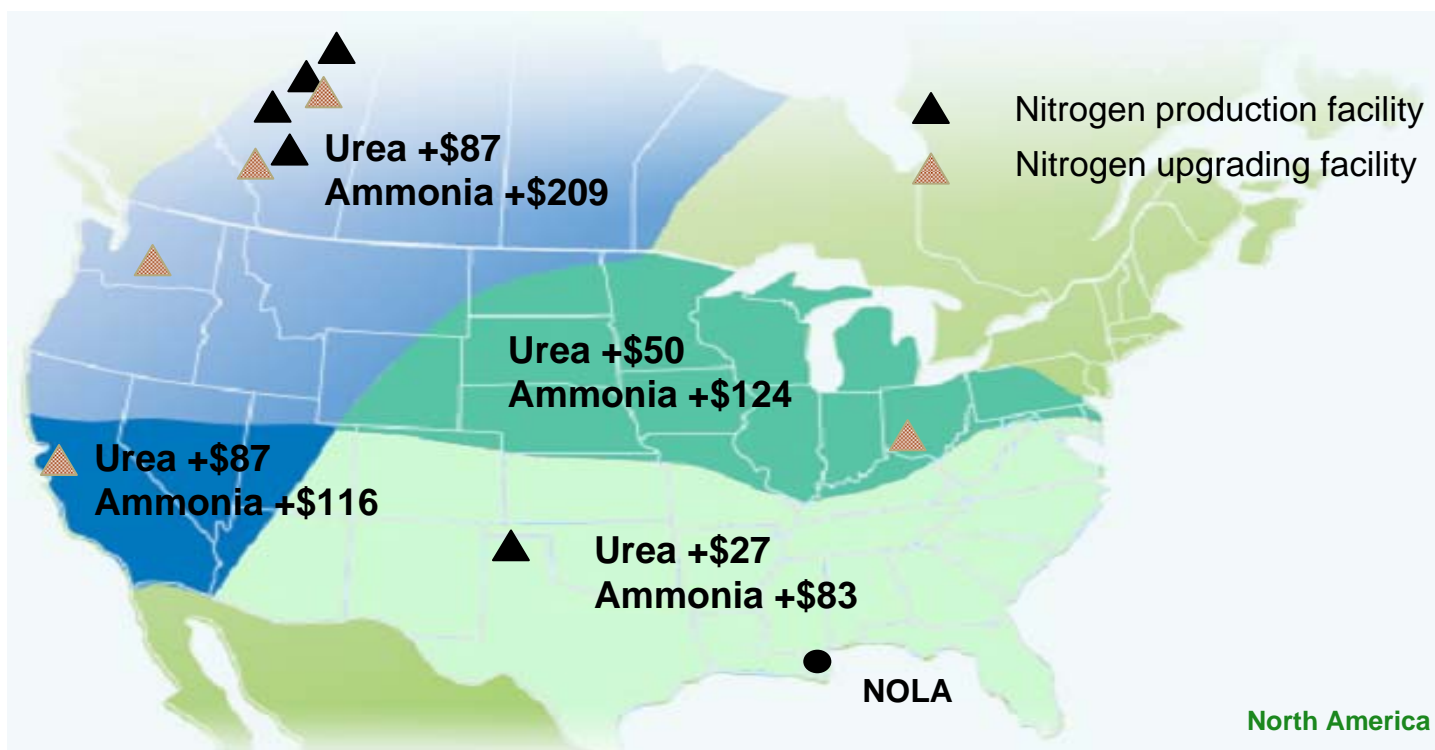 Nitrogen production facility
Nitrogen upgrading facility
Urea +$87
Ammonia +$209
Urea +$50
Ammonia +$124
Urea +$87
Ammonia +$116
Urea +$27
Ammonia +$83
NOLA
North America